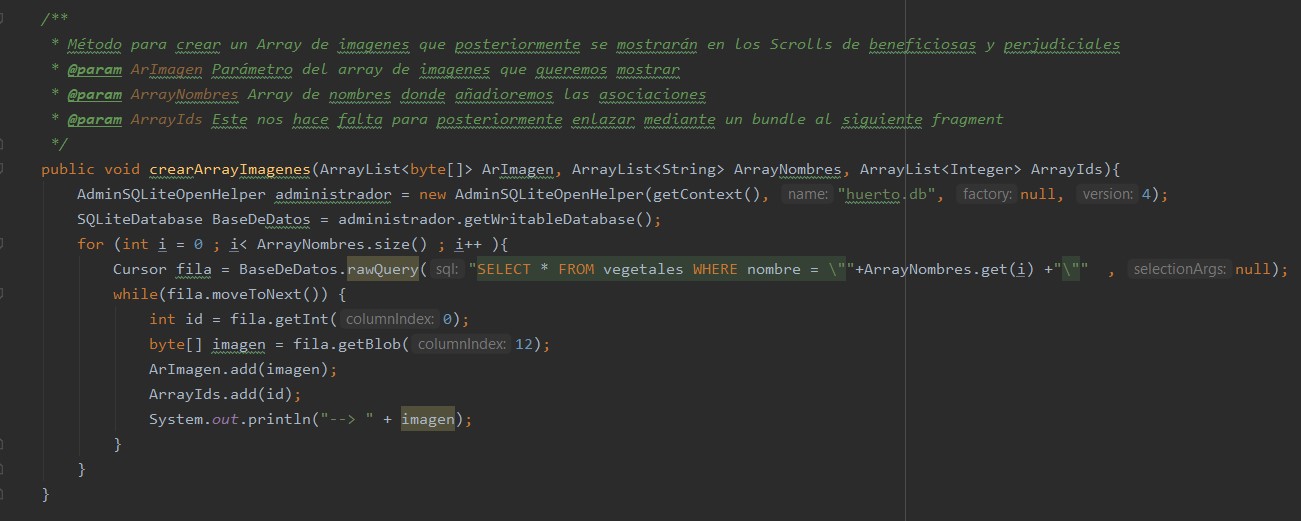 /**
 * Método para crear un Array de imagenes que posteriormente se mostrarán en los Scrolls de beneficiosas y perjudiciales
 * @param ArImagen Parámetro del array de imagenes que queremos mostrar
 * @param ArrayNombres Array de nombres donde añadioremos las asociaciones
 * @param ArrayIds Este nos hace falta para posteriormente enlazar mediante un bundle al siguiente fragment
 */
public void crearArrayImagenes(ArrayList<byte[]> ArImagen, ArrayList<String> ArrayNombres, ArrayList<Integer> ArrayIds){
    AdminSQLiteOpenHelper administrador = new AdminSQLiteOpenHelper(getContext(), name: "huerto.db", factory: null, version: 4);
    SQLiteDatabase BaseDeDatos = administrador.getWritableDatabase();
    for (int i = 0 ; i< ArrayNombres.size() ; i++ ){
        Cursor fila = BaseDeDatos.rawQuery( sql: "SELECT * FROM vegetales WHERE nombre = \""+ArrayNombres.get(i) +"\"" , selectionArgs: null);
        while(fila.moveToNext()) {
            int id = fila.getInt( columnIndex: 0);
            byte[] imagen = fila.getBlob( columnIndex: 12);
            ArImagen.add(imagen);
            ArrayIds.add(id);
            System.out.println("--> " + imagen);
        }
    }
}